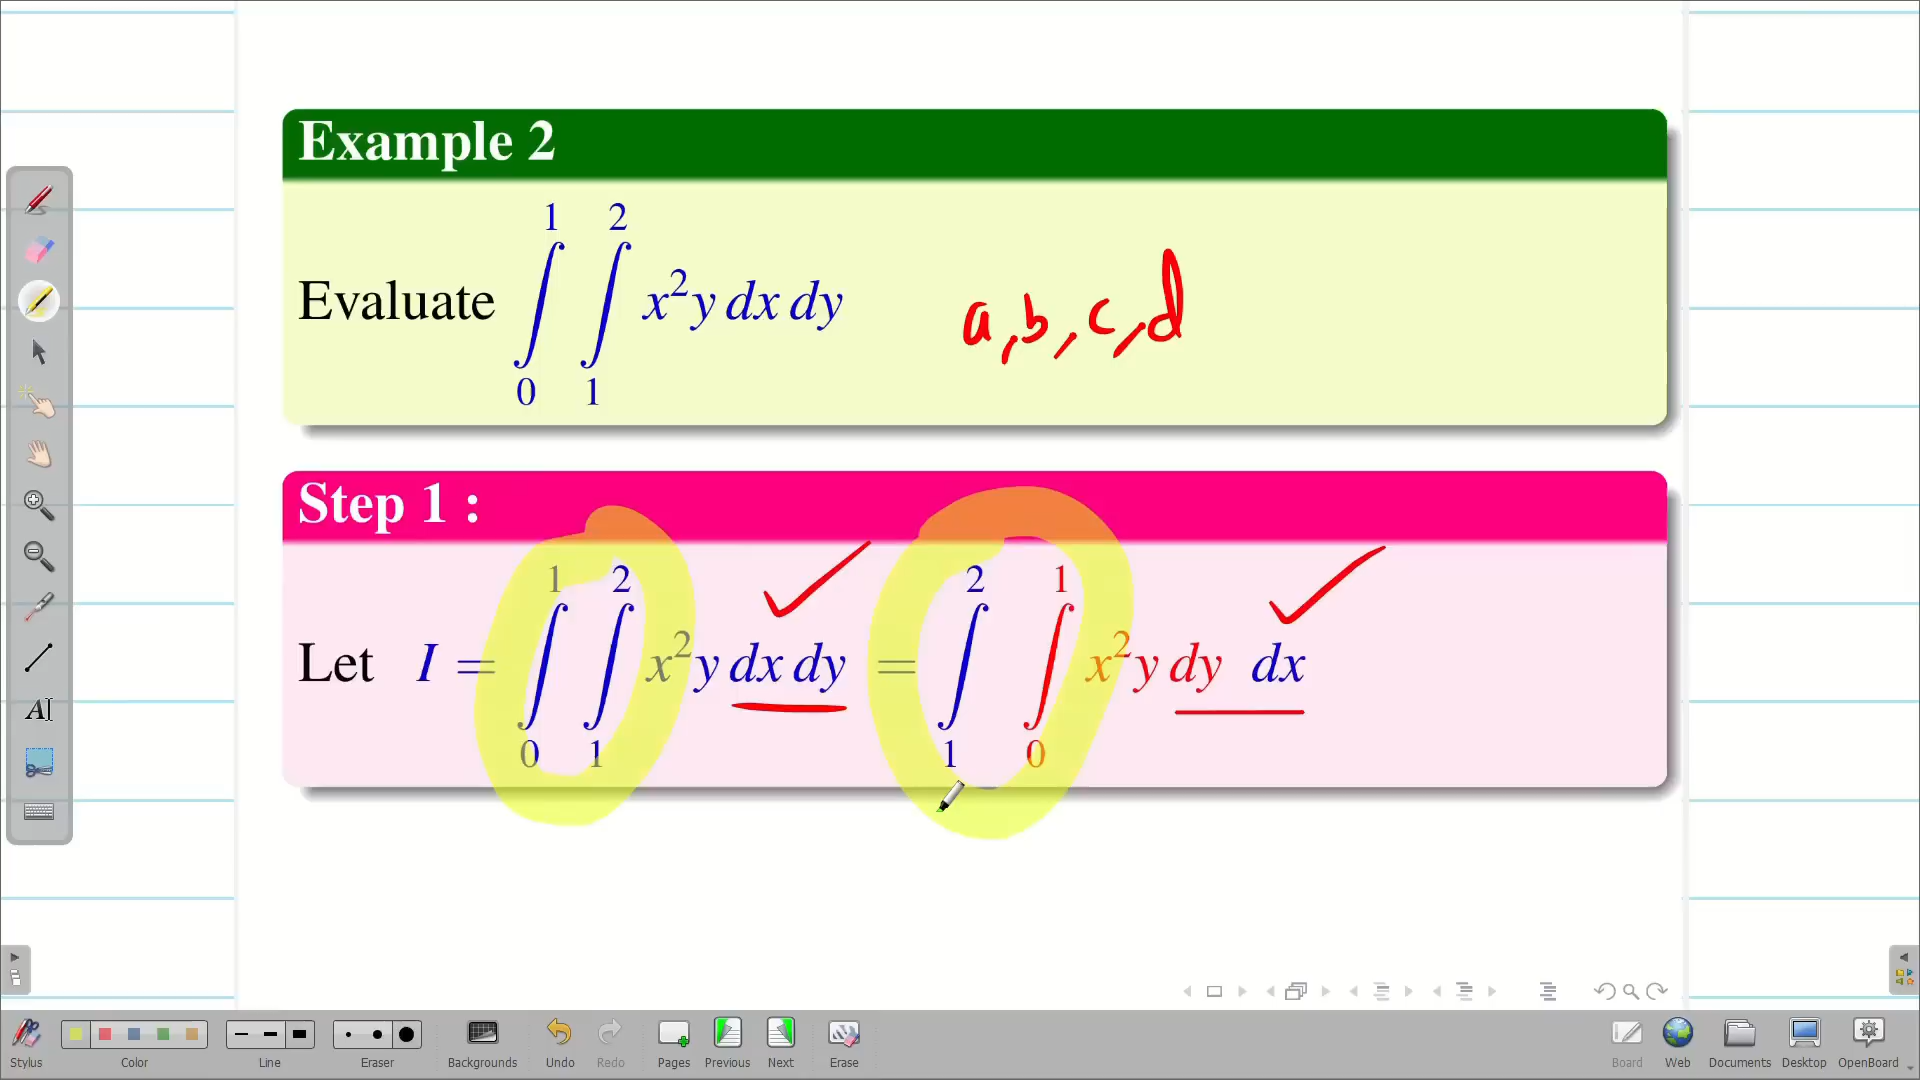 Example 2
Evaluate ∫₀¹ ∫₁² x²y dx dy a, b, c, d
Step 1 :
Let I = ∫₀¹ ∫₁² x²y dx dy = ∫₁² ∫₀¹ x²y dy dx
A
Stylus Color Line Eraser Backgrounds Undo Redo Pages Previous Next Erase Board Web Documents Desktop OpenBoard